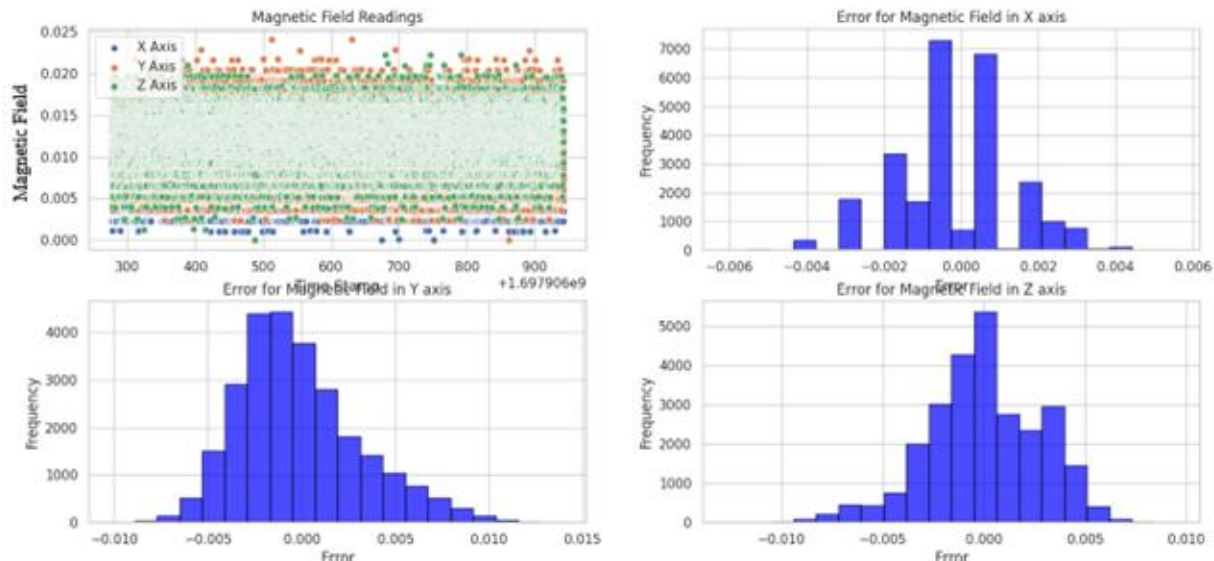 Magnetic Field Readings
Magnetic Field
0.025
0.020
0.015
0.010
0.005
0.000
X Axis
Y Axis
Z Axis
300 400 500 600 700 800 900
+1.697906e9
Time Stamp
Error for Magnetic Field in X axis
Frequency
7000
6000
5000
4000
3000
2000
1000
0
−0.006 −0.004 −0.002 0.000 0.002 0.004 0.006
Error
Error for Magnetic Field in Y axis
Frequency
4000
3000
2000
1000
0
−0.010 −0.005 0.000 0.005 0.010 0.015
Error
Error for Magnetic Field in Z axis
Frequency
5000
4000
3000
2000
1000
0
−0.010 −0.005 0.000 0.005 0.010
Error